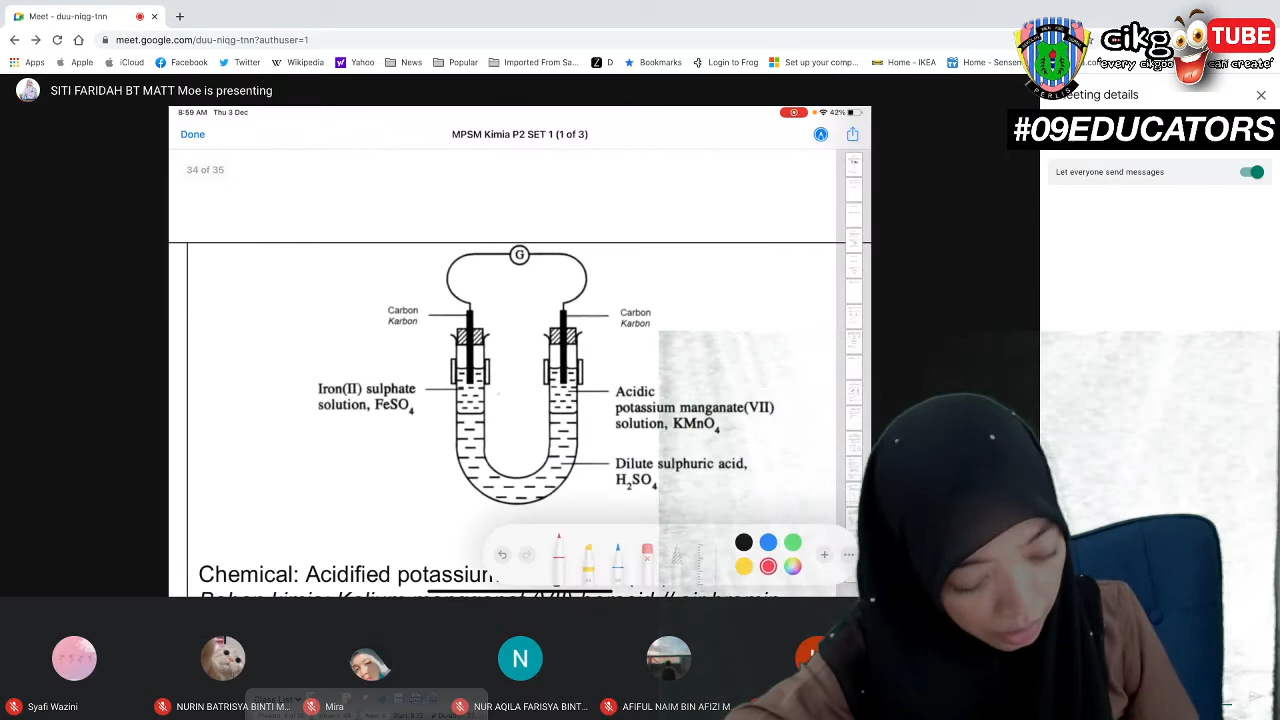 Meet - duu-niqg-tnn
meet.google.com/duu-niqg-tnn?authuser=1
Apps
Apple
iCloud
Facebook
Twitter
Wikipedia
Yahoo
News
Popular
Imported From Sa...
Z D
Bookmarks
Login to Frog
Set up your comp...
Home - IKEA
Home - Sensen
cikg
TUBE
'every cikgoo can create'
PERLIS
SITI FARIDAH BT MATT Moe is presenting
eeting details
#09EDUCATORS
8:59 AM Thu 3 Dec
42%
Done
MPSM Kimia P2 SET 1 (1 of 3)
34 of 35
Let everyone send messages
G
Carbon
Karbon
Carbon
Karbon
Iron(II) sulphate
solution, FeSO4
Acidic
potassium manganate(VII)
solution, KMnO4
Dilute sulphuric acid,
H2SO4
Chemical: Acidified potassium
N
Syafi Wazini
NURIN BATRISYA BINTI M...
Mira
NUR AQILA FARISYA BINT...
AFIFUL NAIM BIN AFIZI M
Class List